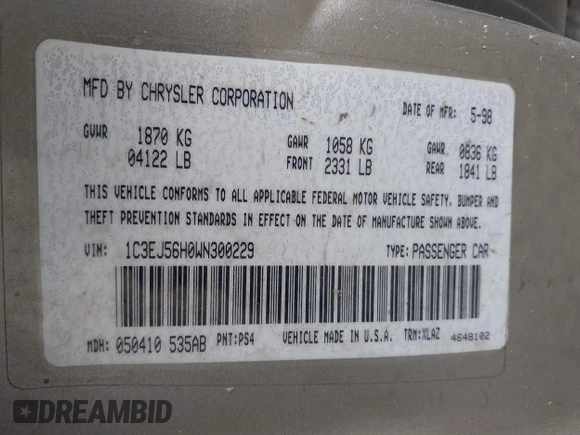 MFD BY CHRYSLER CORPORATION DATE OF MFR: 5-98
GVWR 1870 KG GAWR 1058 KG GAWR 0836 KG
04122 LB FRONT 2331 LB REAR 1841 LB
THIS VEHICLE CONFORMS TO ALL APPLICABLE FEDERAL MOTOR VEHICLE SAFETY, BUMPER AND
THEFT PREVENTION STANDARDS IN EFFECT ON THE DATE OF MANUFACTURE SHOWN ABOVE.
VIN: 1C3EJ56H0WN300229 TYPE: PASSENGER CAR
MDH: 050410 535AB PNT:PS4 VEHICLE MADE IN U.S.A. TRM:XLAZ 4648102
DREAMBID